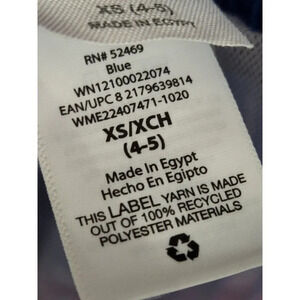 XS (4-5)
MADE IN EGYPT
RN# 52469
Blue
WN12100022074
EAN/UPC 8 2179639814
WME22407471-1020
XS/XCH
(4-5)
Made In Egypt
Hecho En Egipto
THIS LABEL YARN IS MADE
OUT OF 100% RECYCLED
POLYESTER MATERIALS